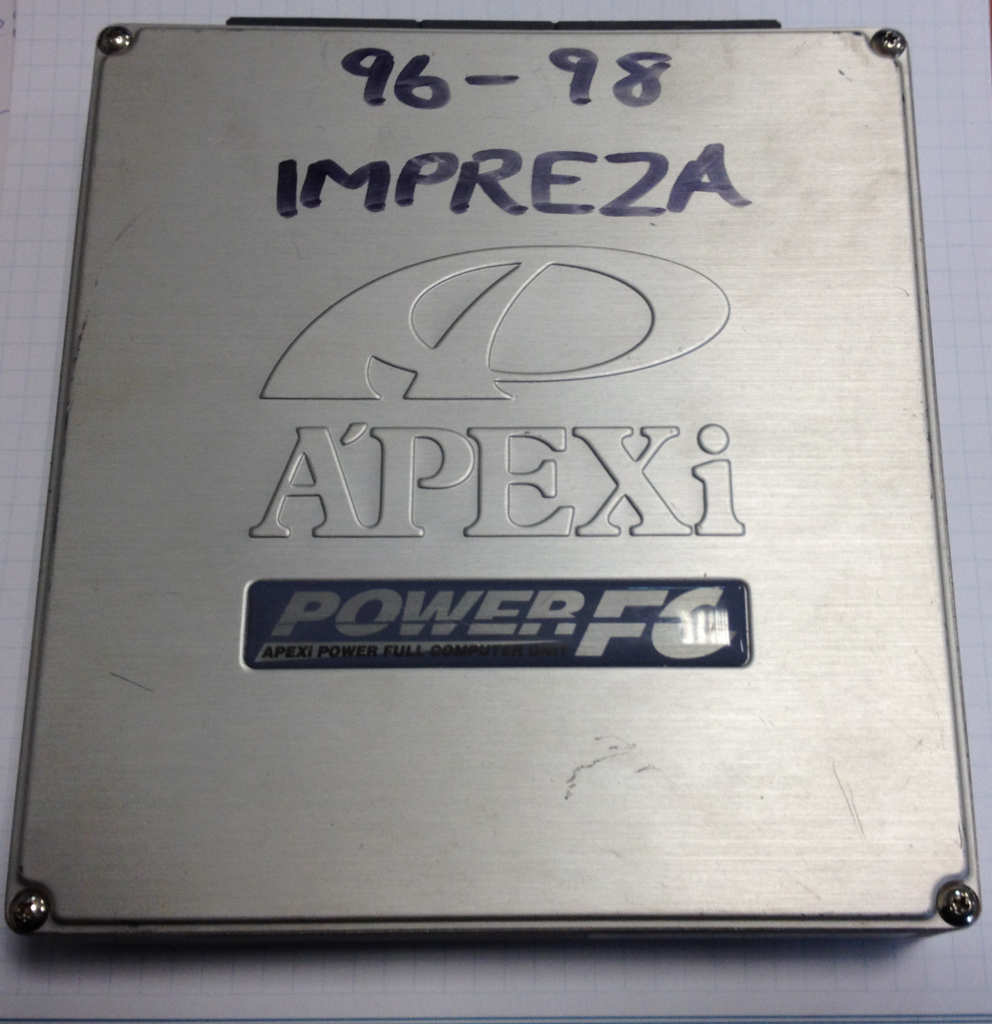 96-98
IMPREZA
A'PEXi
POWER FC
APEXi POWER FULL COMPUTER UNIT